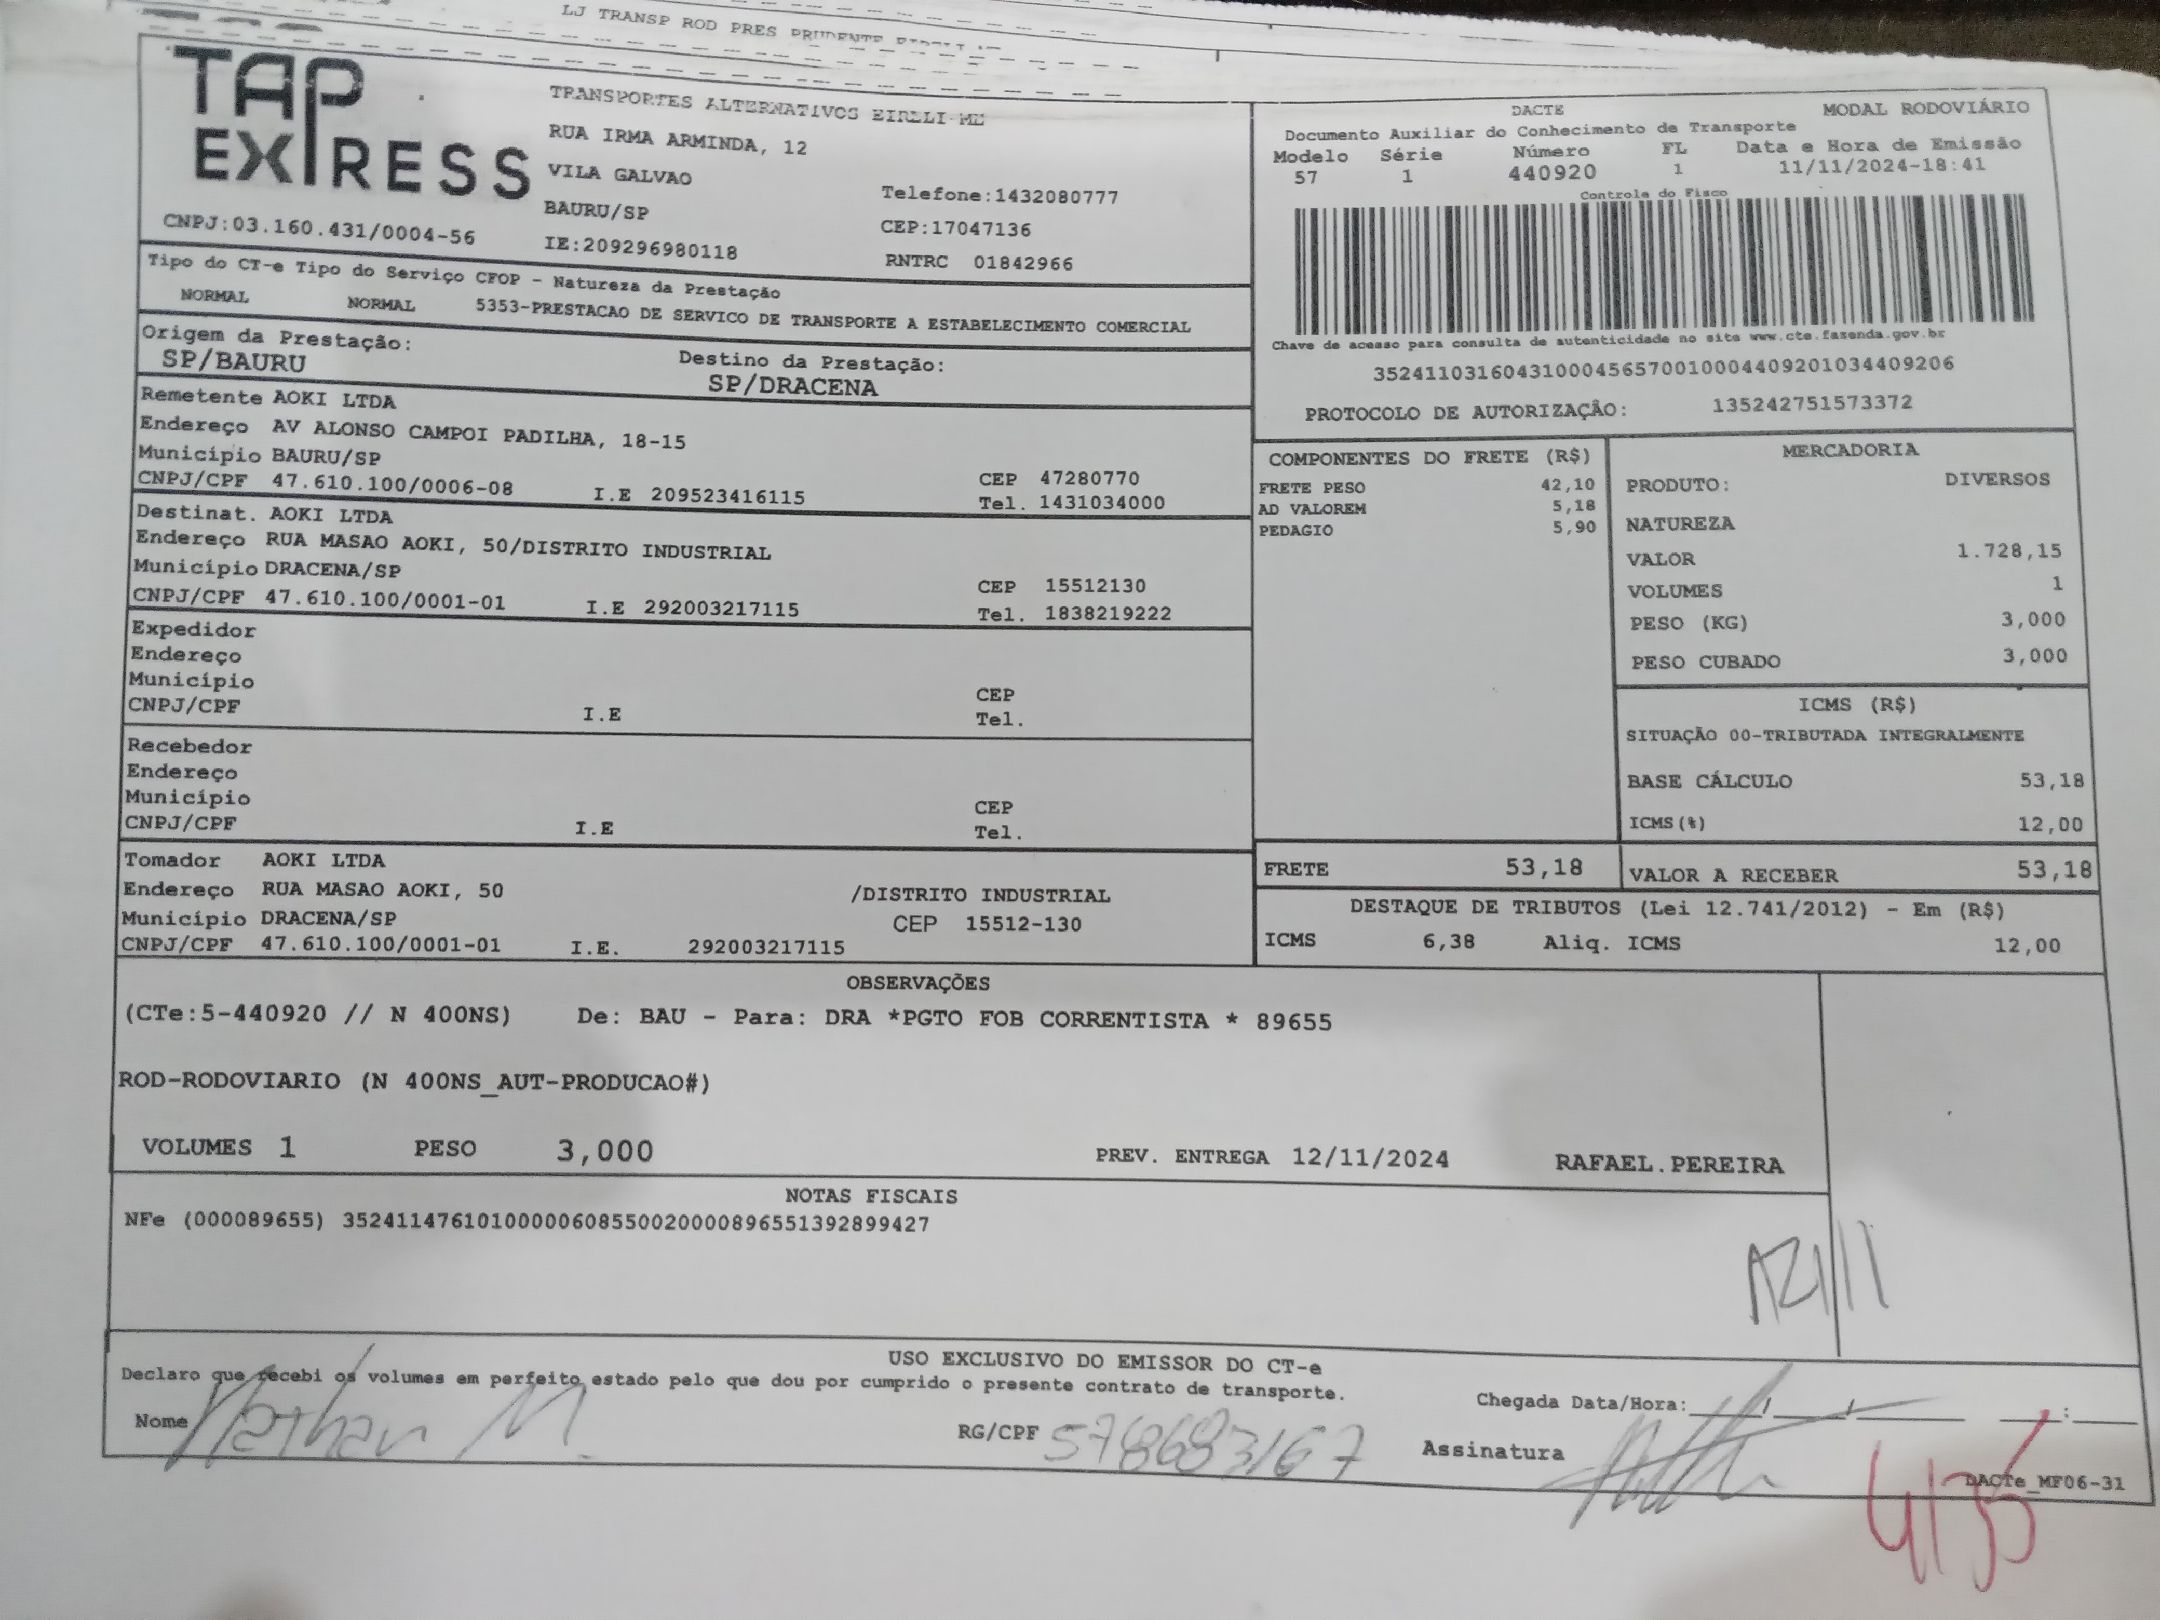 LJ TRANSP ROD PRES PRUDENTE
TAP
EXPRESS
CNPJ:03.160.431/0004-56
TRANSPORTES ALTERNATIVOS EIRELI-ME
RUA IRMA ARMINDA, 12
VILA GALVAO
Telefone:1432080777
BAURU/SP
CEP:17047136
IE:209296980118
RNTRC 01842966
DACTE
MODAL RODOVIÁRIO
Documento Auxiliar do Conhecimento de Transporte
Modelo Série Número FL Data e Hora de Emissão
57 1 440920 1 11/11/2024-18:41
Controle do Fisco
Chave de acesso para consulta de autenticidade no site www.cte.fazenda.gov.br
35241103160431000456570010004409201034409206
PROTOCOLO DE AUTORIZAÇÃO: 135242751573372
Tipo do CT-e Tipo do Serviço CFOP - Natureza da Prestação
NORMAL NORMAL 5353-PRESTACAO DE SERVICO DE TRANSPORTE A ESTABELECIMENTO COMERCIAL
Origem da Prestação:
SP/BAURU
Destino da Prestação:
SP/DRACENA
Remetente AOKI LTDA
Endereço AV ALONSO CAMPOI PADILHA, 18-15
Município BAURU/SP
CEP 47280770
CNPJ/CPF 47.610.100/0006-08 I.E 209523416115 Tel. 1431034000
Destinat. AOKI LTDA
Endereço RUA MASAO AOKI, 50/DISTRITO INDUSTRIAL
Município DRACENA/SP
CEP 15512130
CNPJ/CPF 47.610.100/0001-01 I.E 292003217115 Tel. 1838219222
Expedidor
Endereço
Município
CEP
CNPJ/CPF I.E Tel.
Recebedor
Endereço
Município
CEP
CNPJ/CPF I.E Tel.
Tomador AOKI LTDA
Endereço RUA MASAO AOKI, 50 /DISTRITO INDUSTRIAL
Município DRACENA/SP CEP 15512-130
CNPJ/CPF 47.610.100/0001-01 I.E. 292003217115
COMPONENTES DO FRETE (R$)
FRETE PESO 42,10
AD VALOREM 5,18
PEDAGIO 5,90
MERCADORIA
PRODUTO: DIVERSOS
NATUREZA
VALOR 1.728,15
VOLUMES 1
PESO (KG) 3,000
PESO CUBADO 3,000
ICMS (R$)
SITUAÇÃO 00-TRIBUTADA INTEGRALMENTE
BASE CÁLCULO 53,18
ICMS(%) 12,00
FRETE 53,18 VALOR A RECEBER 53,18
DESTAQUE DE TRIBUTOS (Lei 12.741/2012) - Em (R$)
ICMS 6,38 Aliq. ICMS 12,00
OBSERVAÇÕES
(CTe:5-440920 // N 400NS) De: BAU - Para: DRA *PGTO FOB CORRENTISTA * 89655
ROD-RODOVIARIO (N 400NS_AUT-PRODUCAO#)
VOLUMES 1 PESO 3,000 PREV. ENTREGA 12/11/2024 RAFAEL.PEREIRA
NOTAS FISCAIS
NFe (000089655) 35241147610100000608550020000896551392899427
USO EXCLUSIVO DO EMISSOR DO CT-e
Declaro que recebi os volumes em perfeito estado pelo que dou por cumprido o presente contrato de transporte.
Chegada Data/Hora:___/___/___ ___:___
Nome Nathan M. RG/CPF 578683167 Assinatura
DACTe_MF06-31